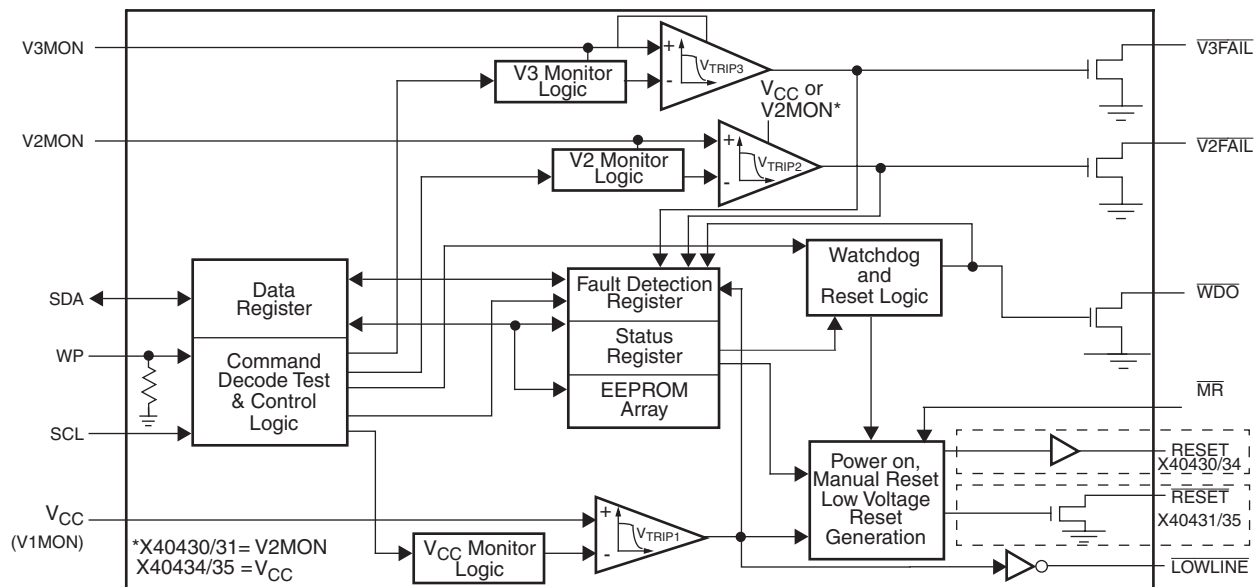 V3MON
V3 Monitor
Logic
+
-
VTRIP3
V3FAIL
VCC or
V2MON*
V2MON
V2 Monitor
Logic
+
-
VTRIP2
V2FAIL
SDA
WP
SCL
Data
Register
Command
Decode Test
& Control
Logic
Fault Detection
Register
Status
Register
EEPROM
Array
Watchdog
and
Reset Logic
WDO
MR
Power on,
Manual Reset
Low Voltage
Reset
Generation
RESET
X40430/34
RESET
X40431/35
VCC
(V1MON)
*X40430/31= V2MON
X40434/35 =VCC
VCC Monitor
Logic
+
-
VTRIP1
LOWLINE